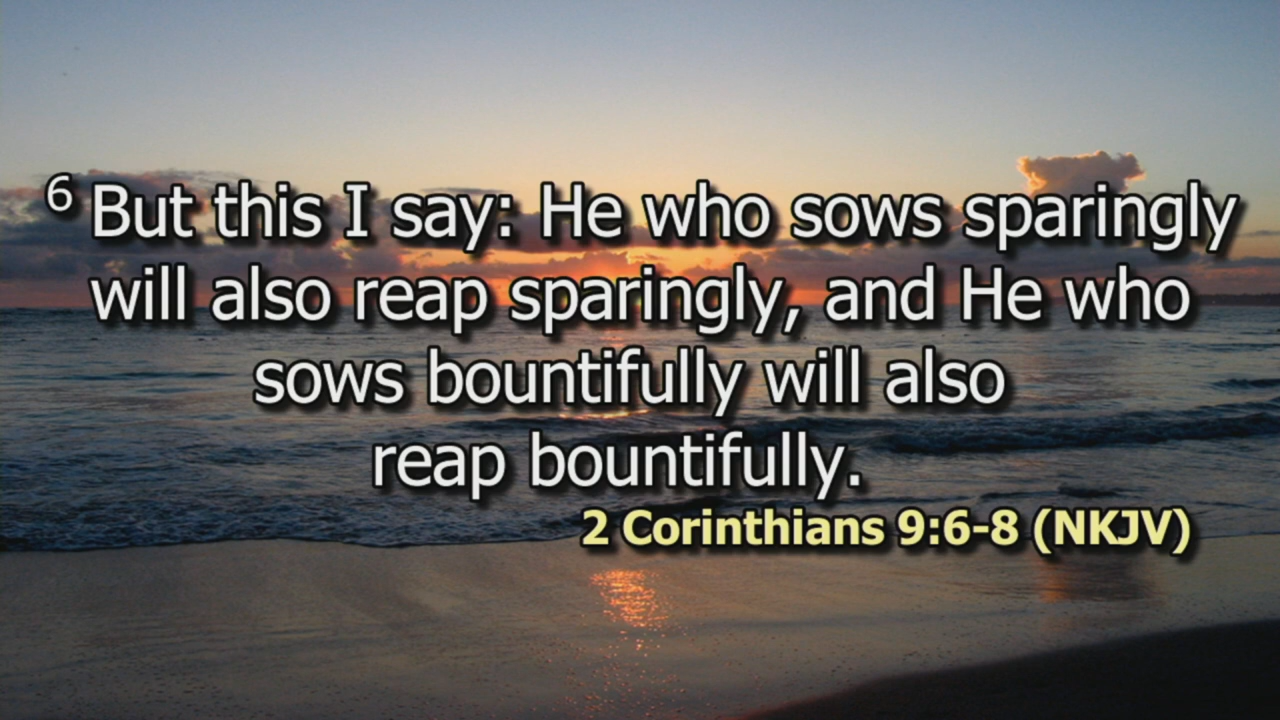 6 But this I say: He who sows sparingly
will also reap sparingly, and He who
sows bountifully will also
reap bountifully.
2 Corinthians 9:6-8 (NKJV)